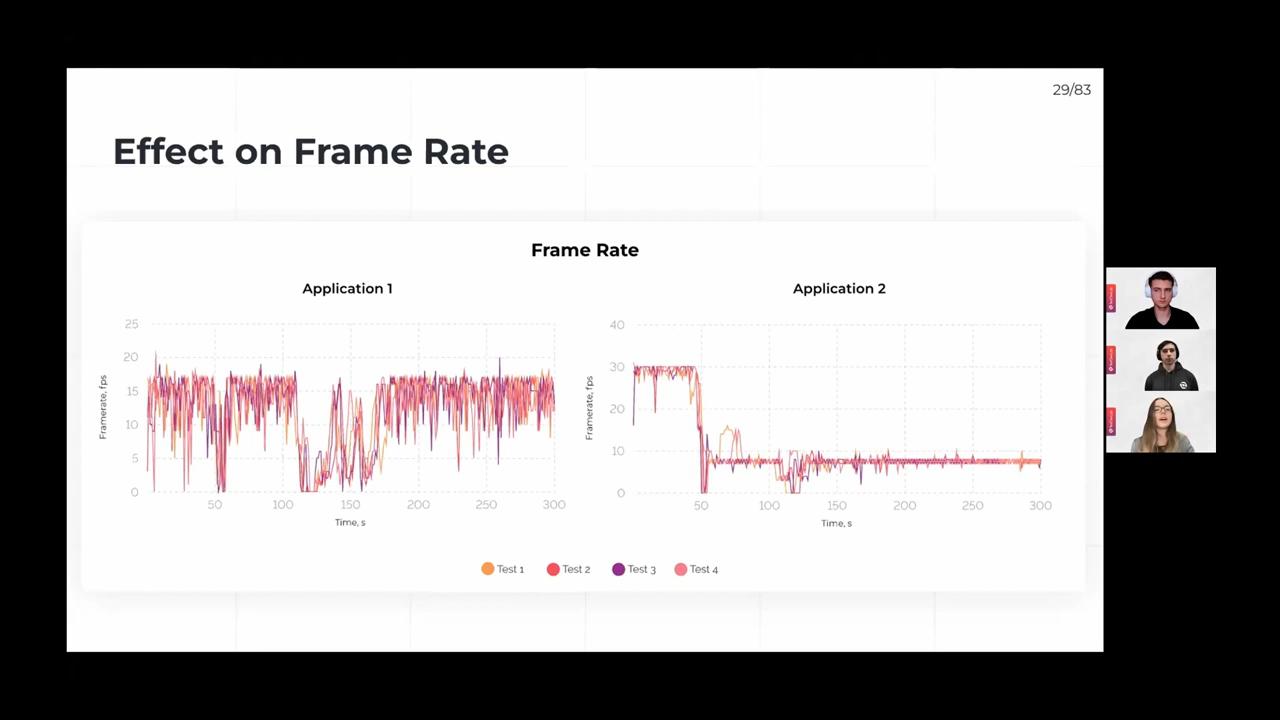 29/83
Effect on Frame Rate
Frame Rate
Application 1
Application 2
25
20
15
10
5
0
Framerate, fps
50 100 150 200 250 300
Time, s
40
30
20
10
0
Framerate, fps
50 100 150 200 250 300
Time, s
Test 1 Test 2 Test 3 Test 4